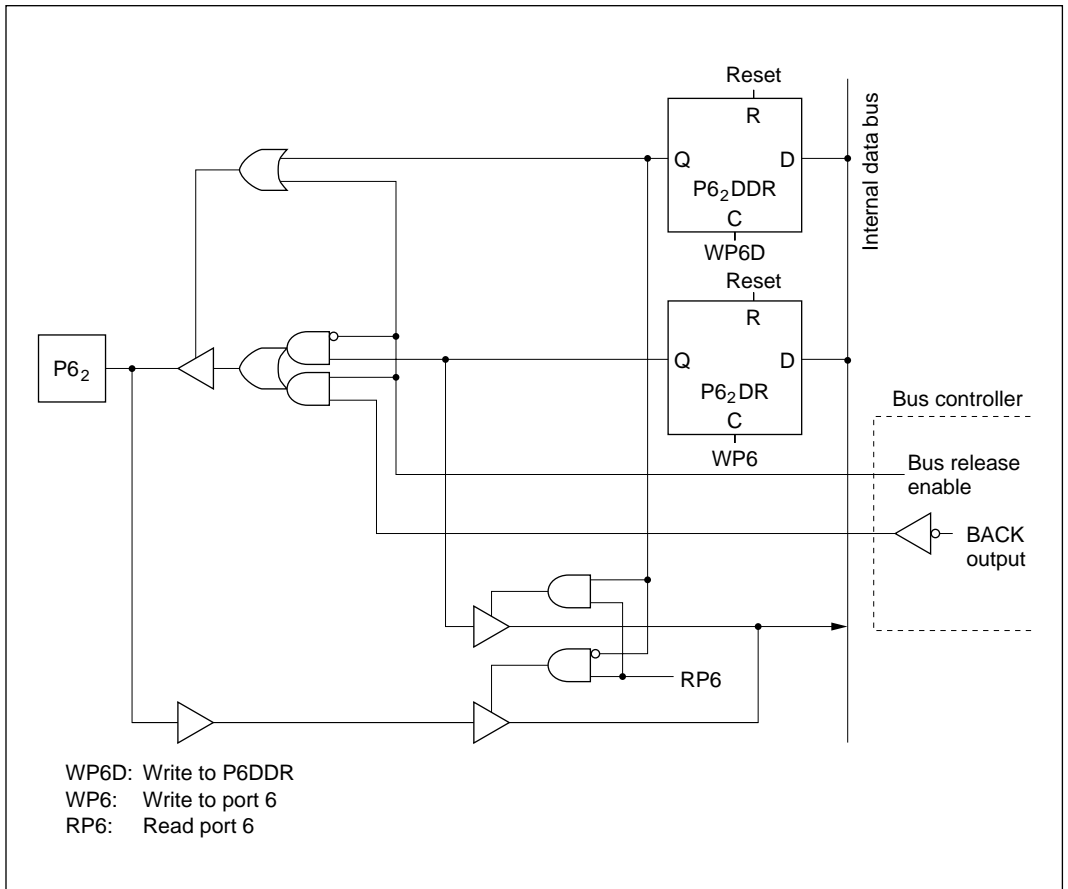 Reset
R
Q D
P6₂DDR
C
WP6D
Internal data bus
Reset
R
P6₂
Q D
P6₂DR
C
WP6
Bus controller
Bus release
enable
BACK
output
RP6
WP6D: Write to P6DDR
WP6: Write to port 6
RP6: Read port 6